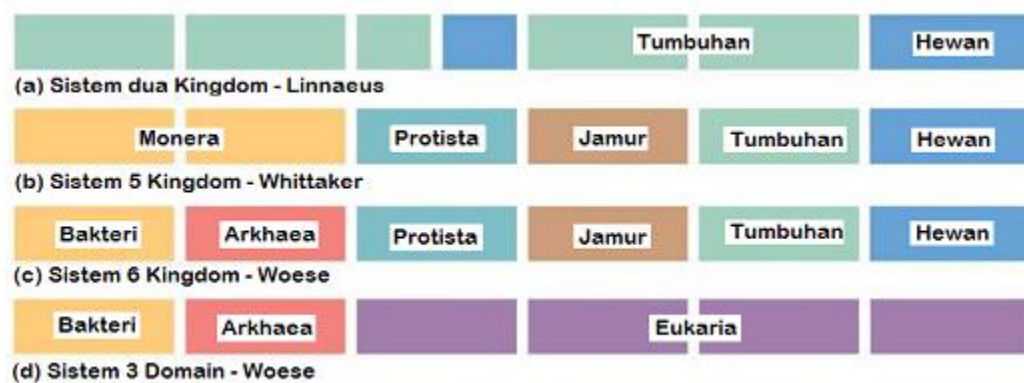 Tumbuhan Hewan
(a) Sistem dua Kingdom - Linnaeus
Monera Protista Jamur Tumbuhan Hewan
(b) Sistem 5 Kingdom - Whittaker
Bakteri Arkhaea Protista Jamur Tumbuhan Hewan
(c) Sistem 6 Kingdom - Woese
Bakteri Arkhaea Eukaria
(d) Sistem 3 Domain - Woese